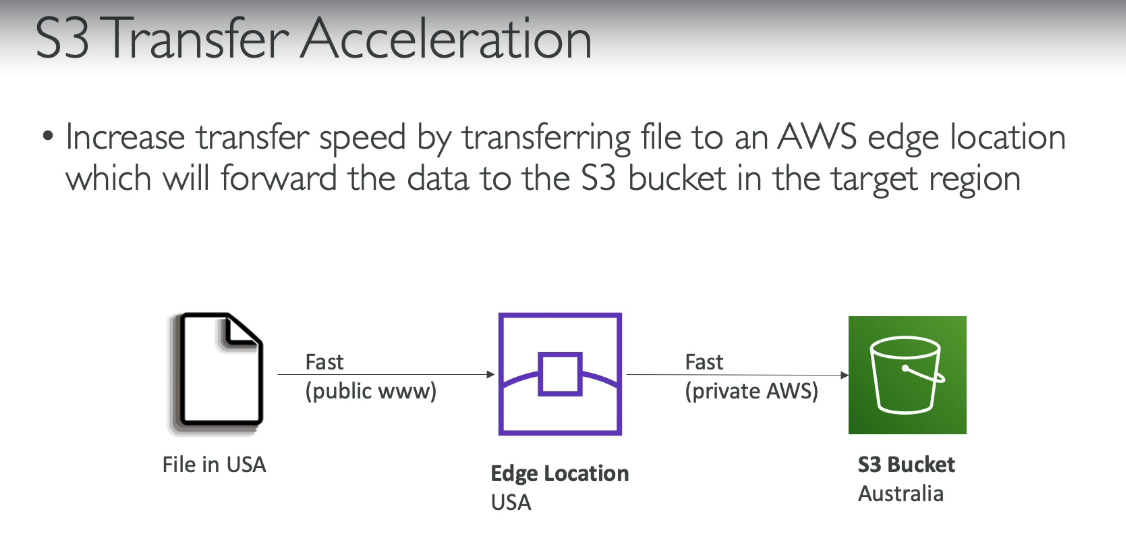 S3 Transfer Acceleration
• Increase transfer speed by transferring file to an AWS edge location
which will forward the data to the S3 bucket in the target region
Fast
(public www)
Fast
(private AWS)
File in USA
Edge Location
USA
S3 Bucket
Australia